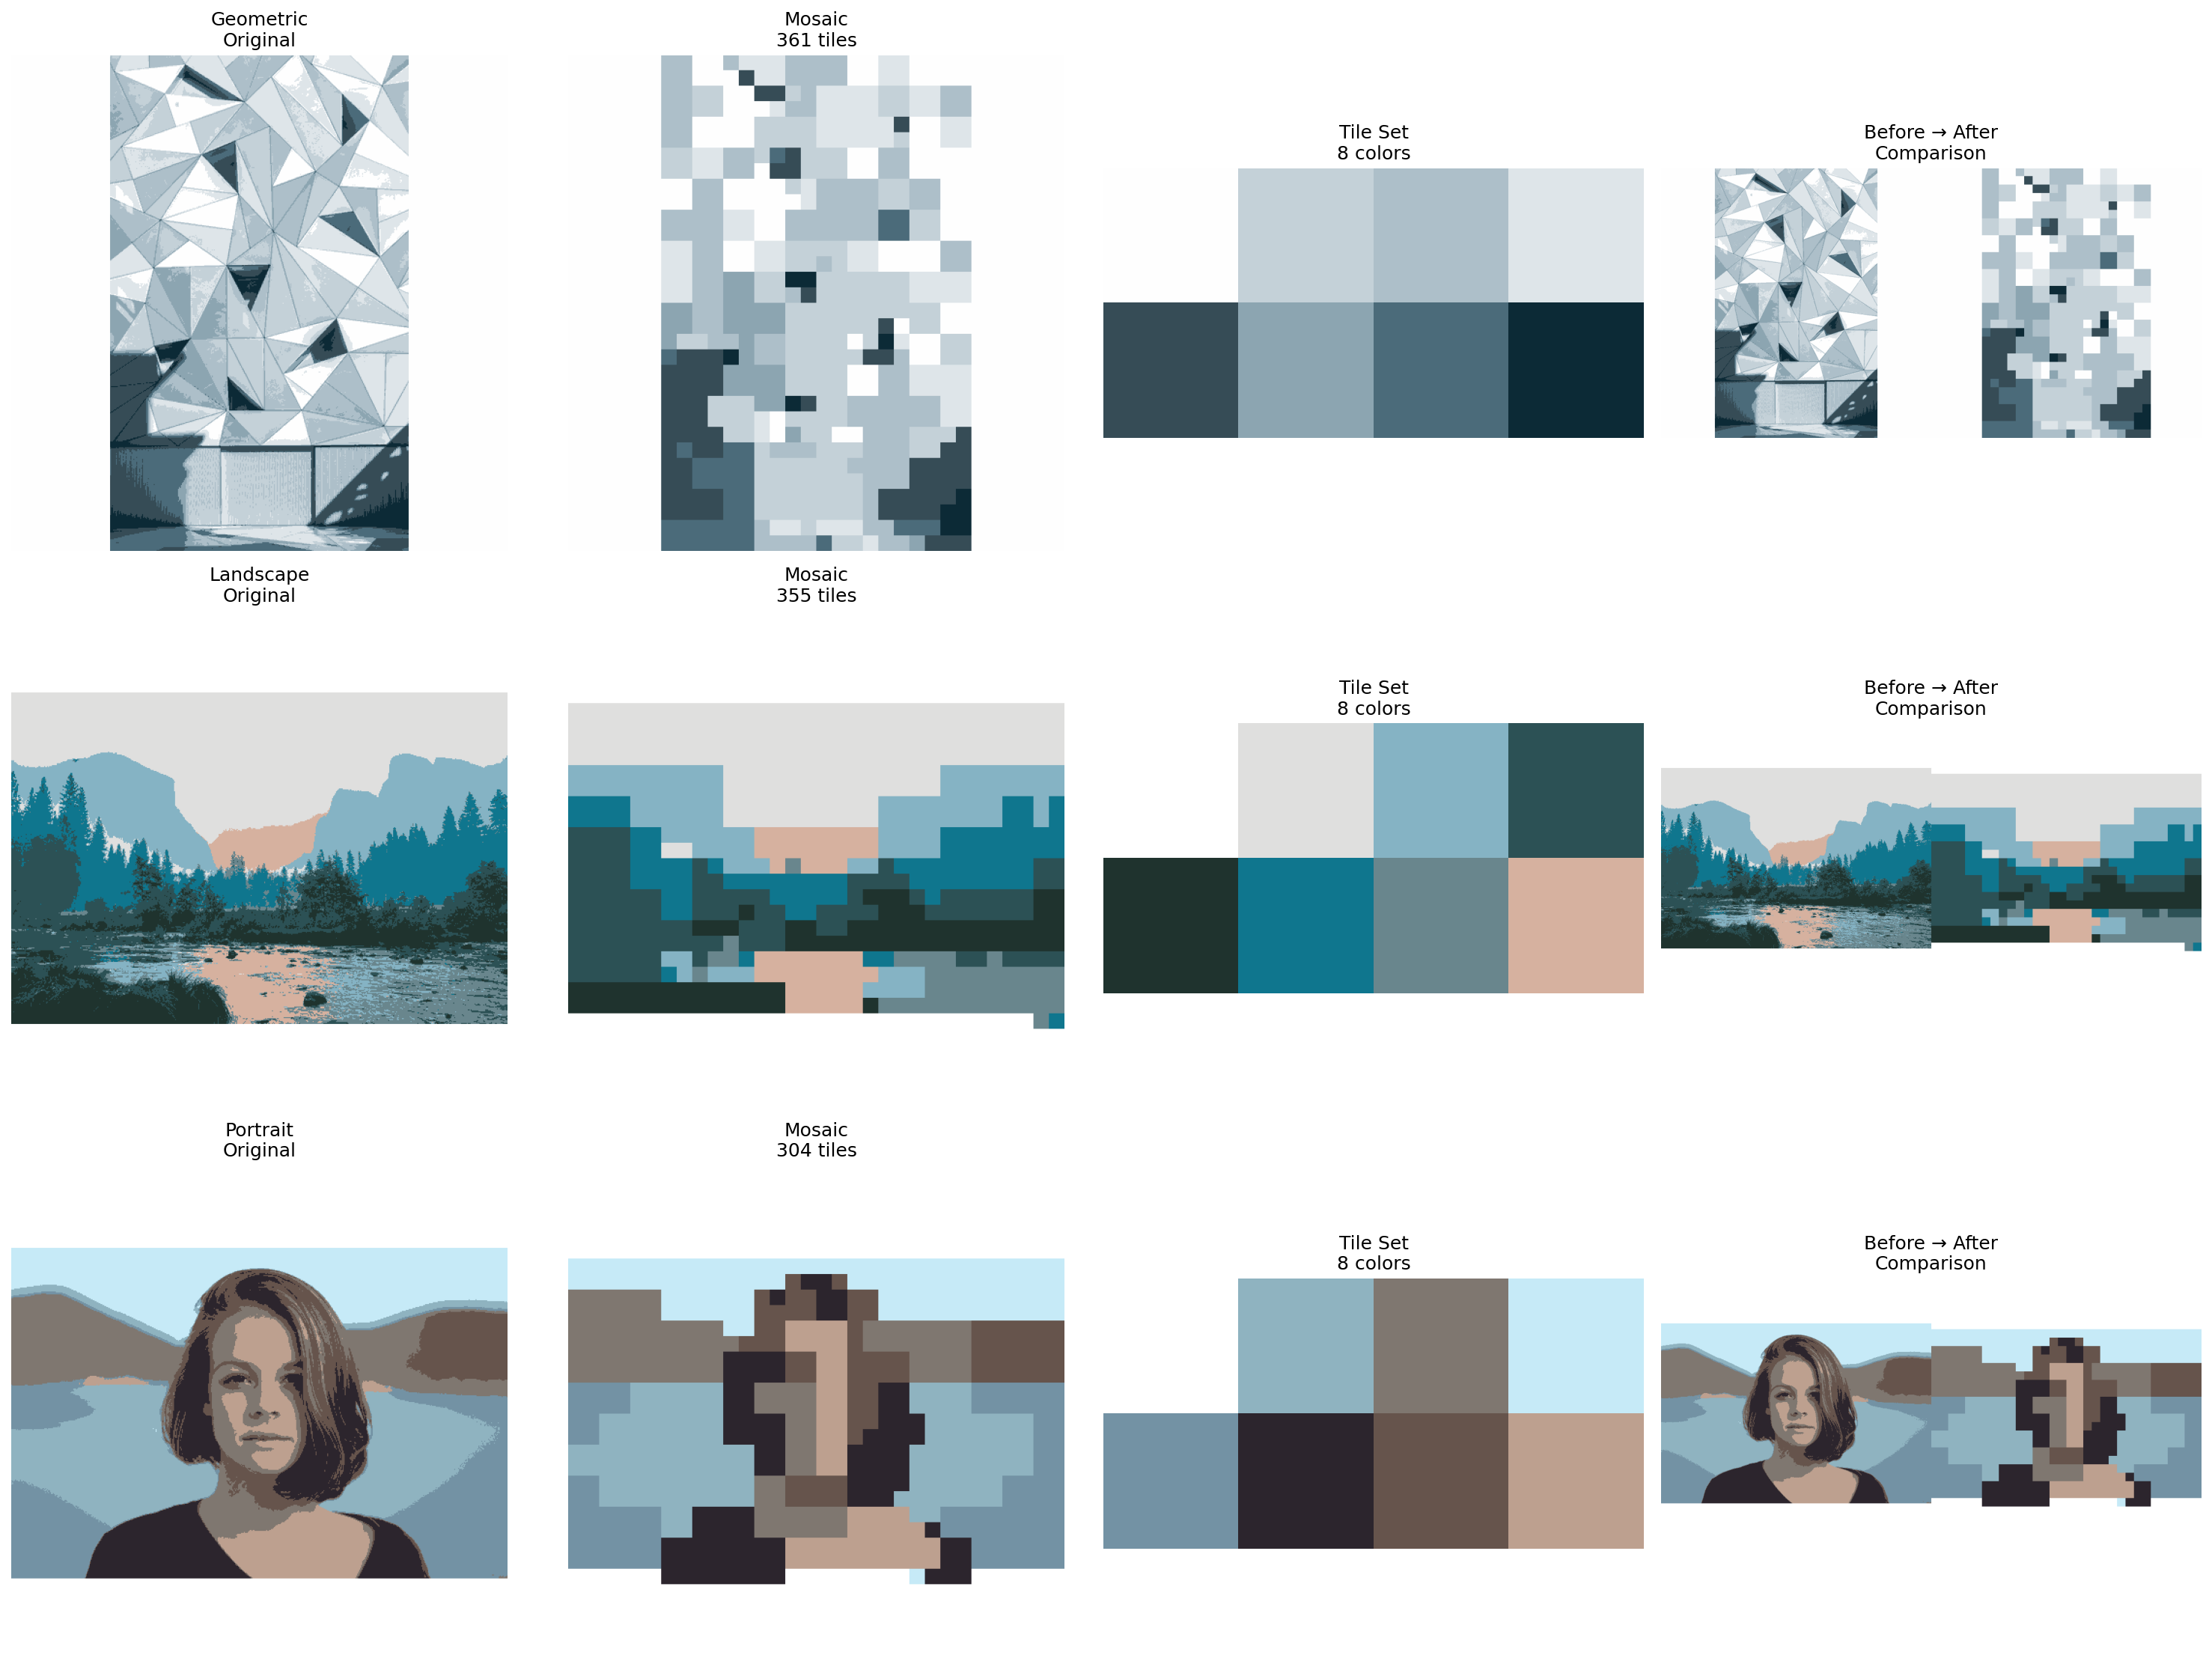 Geometric
Original
Mosaic
361 tiles
Tile Set
8 colors
Before → After
Comparison
Landscape
Original
Mosaic
355 tiles
Tile Set
8 colors
Before → After
Comparison
Portrait
Original
Mosaic
304 tiles
Tile Set
8 colors
Before → After
Comparison